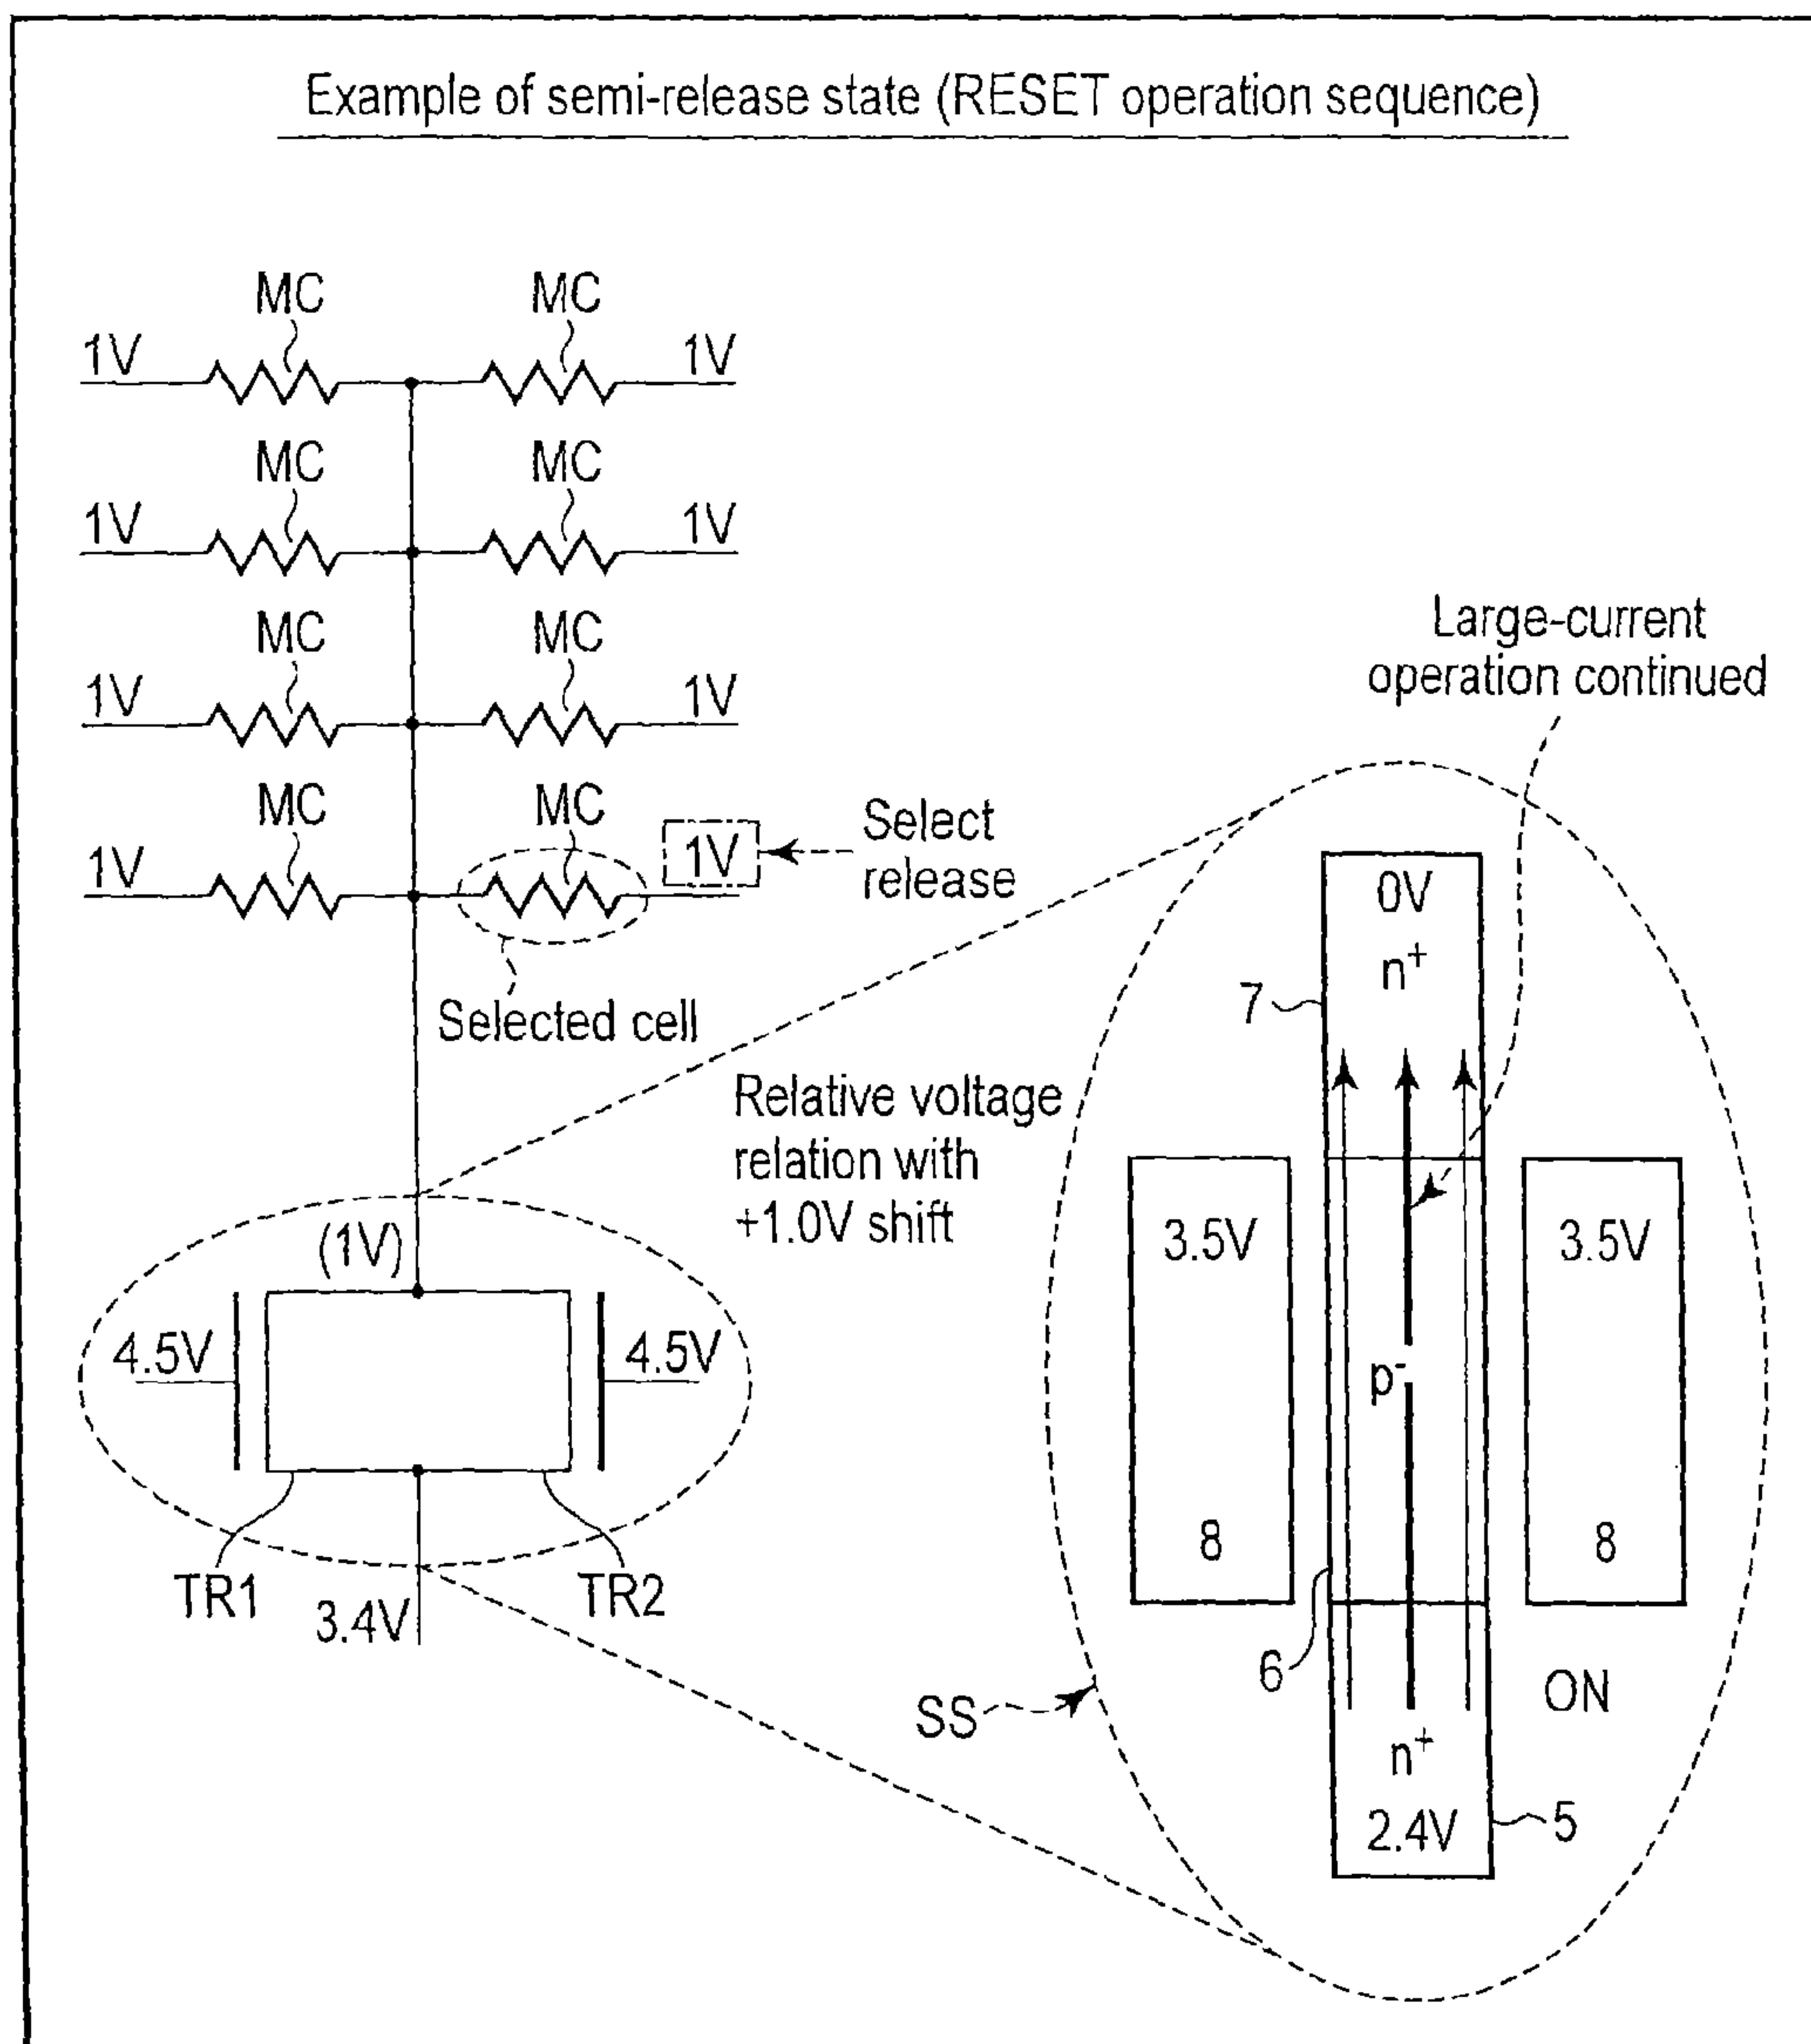 Example of semi-release state (RESET operation sequence)
MC MC
1V 1V
MC MC
1V 1V
MC MC
1V 1V
MC MC
1V 1V
Select
release
Selected cell
Large-current
operation continued
Relative voltage
relation with
+1.0V shift
(1V)
4.5V 4.5V
TR1 TR2
3.4V
0V
n+
7
3.5V 3.5V
p-
8 8
6
SS
ON
n+
2.4V
5